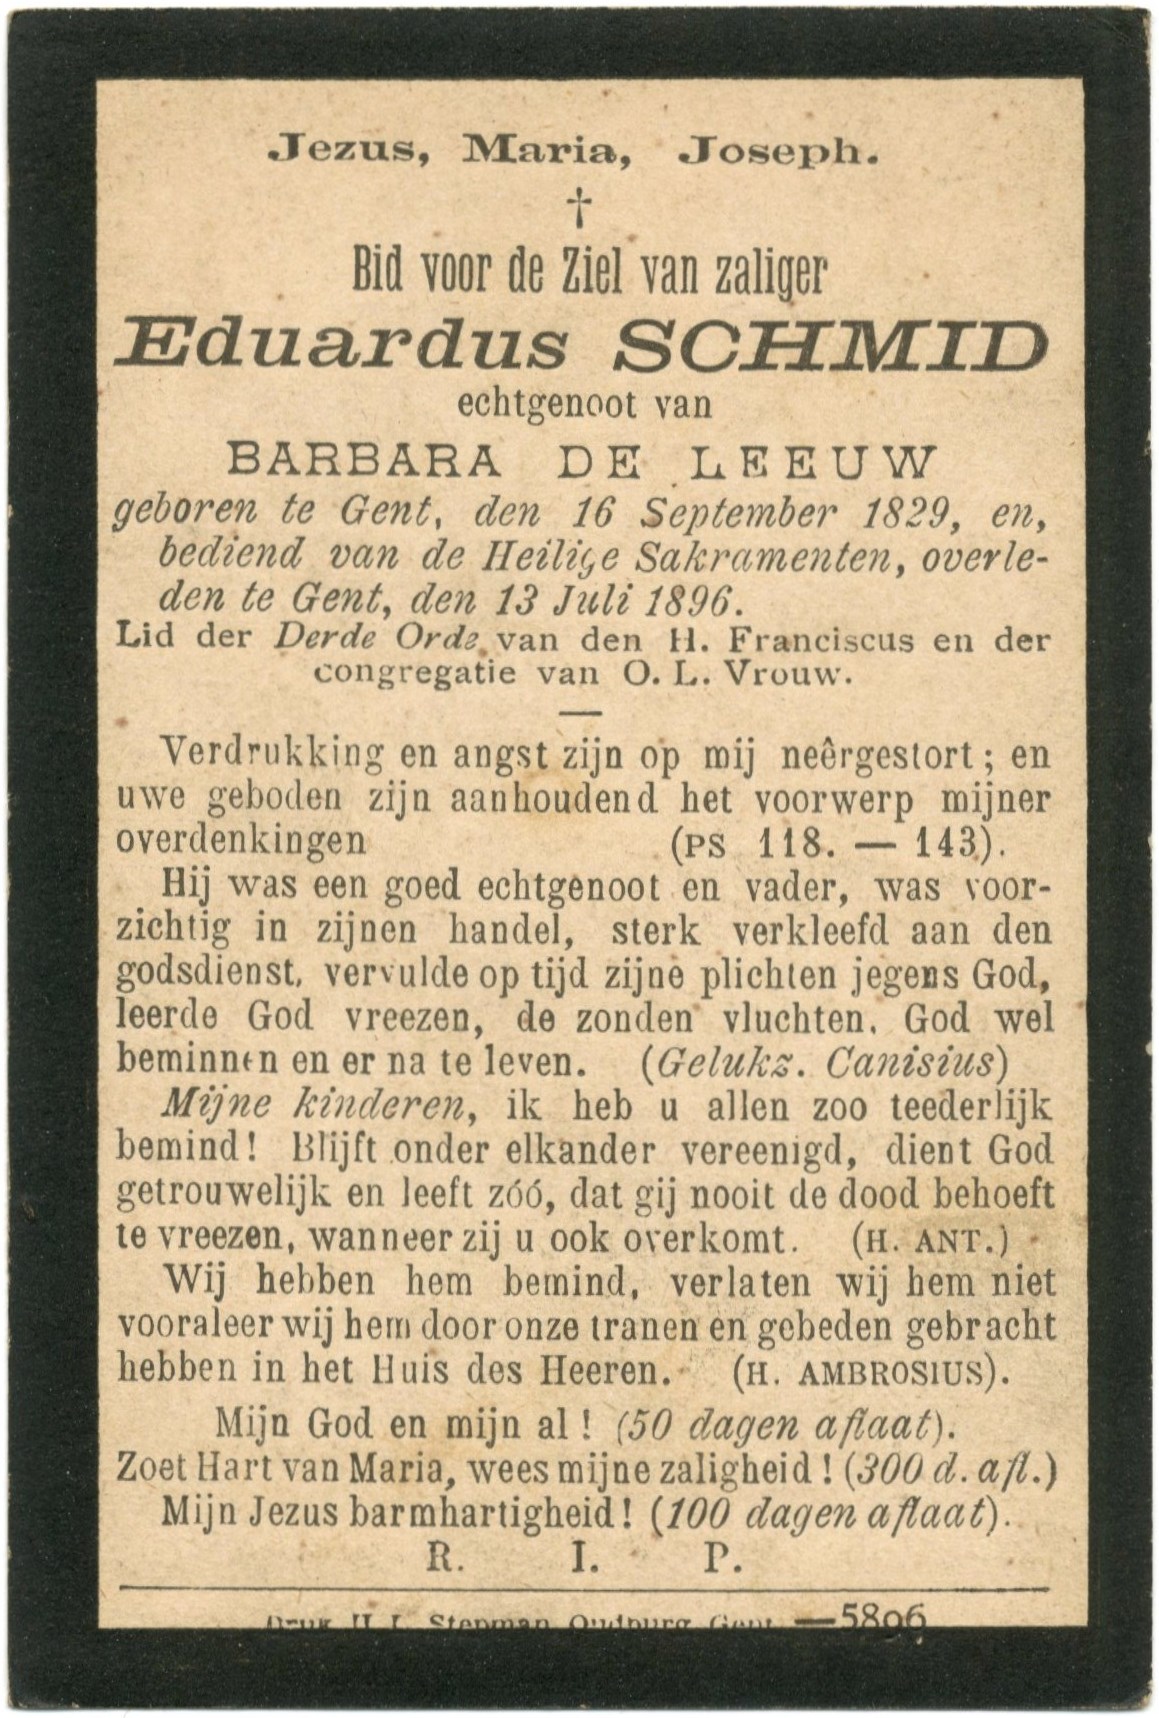 Jezus, Maria, Joseph.
†
Bid voor de Ziel van zaliger
Eduardus SCHMID
echtgenoot van
BARBARA DE LEEUW
geboren te Gent, den 16 September 1829, en,
bediend van de Heilige Sakramenten, overle-
den te Gent, den 13 Juli 1896.
Lid der Derde Orde van den H. Franciscus en der
congregatie van O. L. Vrouw.
—
Verdrukking en angst zijn op mij neêrgestort ; en
uwe geboden zijn aanhoudend het voorwerp mijner
overdenkingen (PS 118. — 143).
Hij was een goed echtgenoot en vader, was voor-
zichtig in zijnen handel, sterk verkleefd aan den
godsdienst, vervulde op tijd zijne plichten jegens God,
leerde God vreezen, de zonden vluchten, God wel
beminnen en er na te leven. (Gelukz. Canisius)
Mijne kinderen, ik heb u allen zoo teederlijk
bemind! Blijft onder elkander vereenigd, dient God
getrouwelijk en leeft zóó, dat gij nooit de dood behoeft
te vreezen, wanneer zij u ook overkomt. (H. ANT.)
Wij hebben hem bemind, verlaten wij hem niet
vooraleer wij hem door onze tranen en gebeden gebracht
hebben in het Huis des Heeren. (H. AMBROSIUS).
Mijn God en mijn al ! (50 dagen aflaat).
Zoet Hart van Maria, wees mijne zaligheid ! (300 d. afl.)
Mijn Jezus barmhartigheid ! (100 dagen aflaat).
R. I. P.
Druk H. L. Stepman Oudburg Gent. —5896